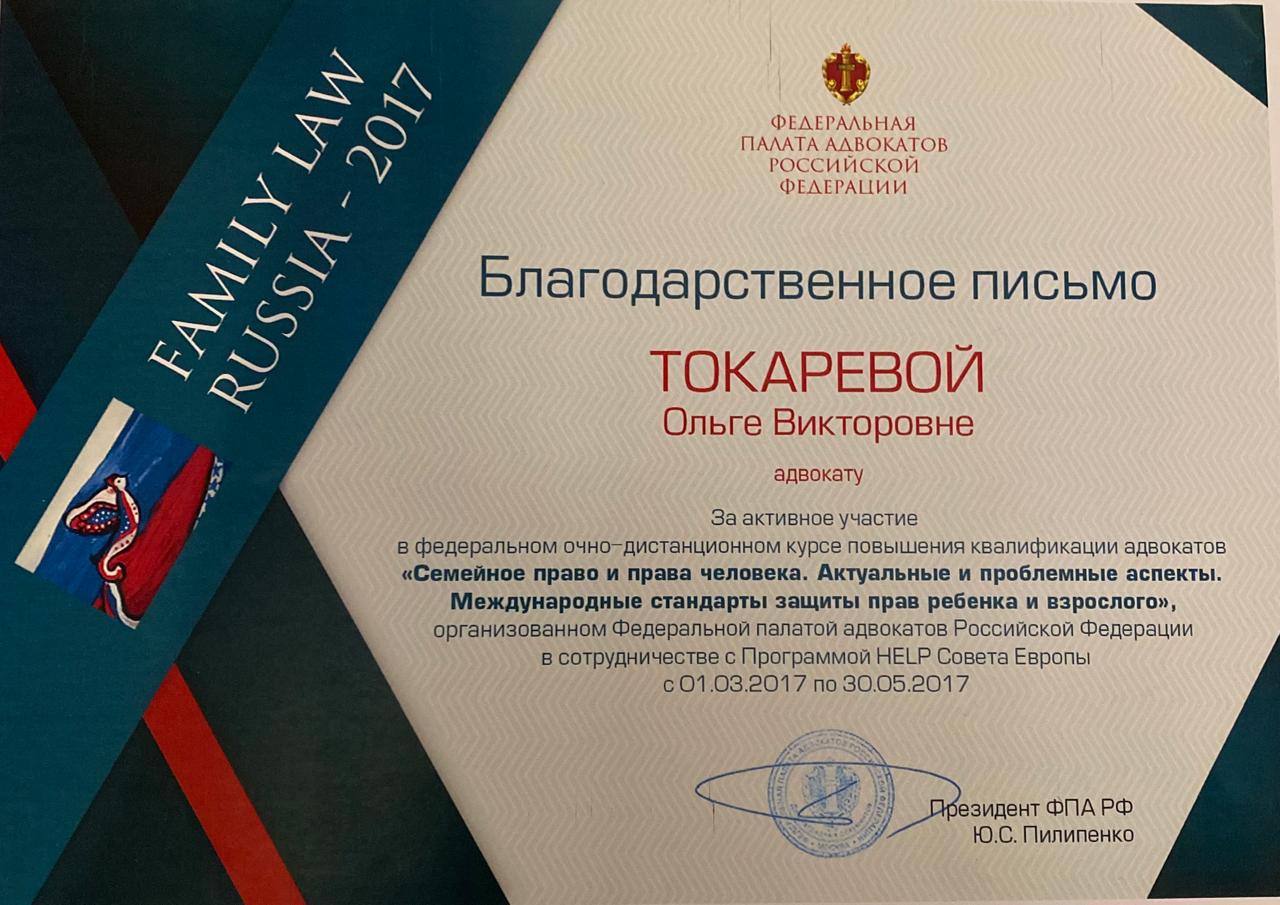 FAMILY LAW
RUSSIA - 2017
ФЕДЕРАЛЬНАЯ
ПАЛАТА АДВОКАТОВ
РОССИЙСКОЙ
ФЕДЕРАЦИИ
Благодарственное письмо
ТОКАРЕВОЙ
Ольге Викторовне
адвокату
За активное участие
в федеральном очно–дистанционном курсе повышения квалификации адвокатов
«Семейное право и права человека. Актуальные и проблемные аспекты.
Международные стандарты защиты прав ребенка и взрослого»,
организованном Федеральной палатой адвокатов Российской Федерации
в сотрудничестве с Программой HELP Совета Европы
с 01.03.2017 по 30.05.2017
Президент ФПА РФ
Ю.С. Пилипенко